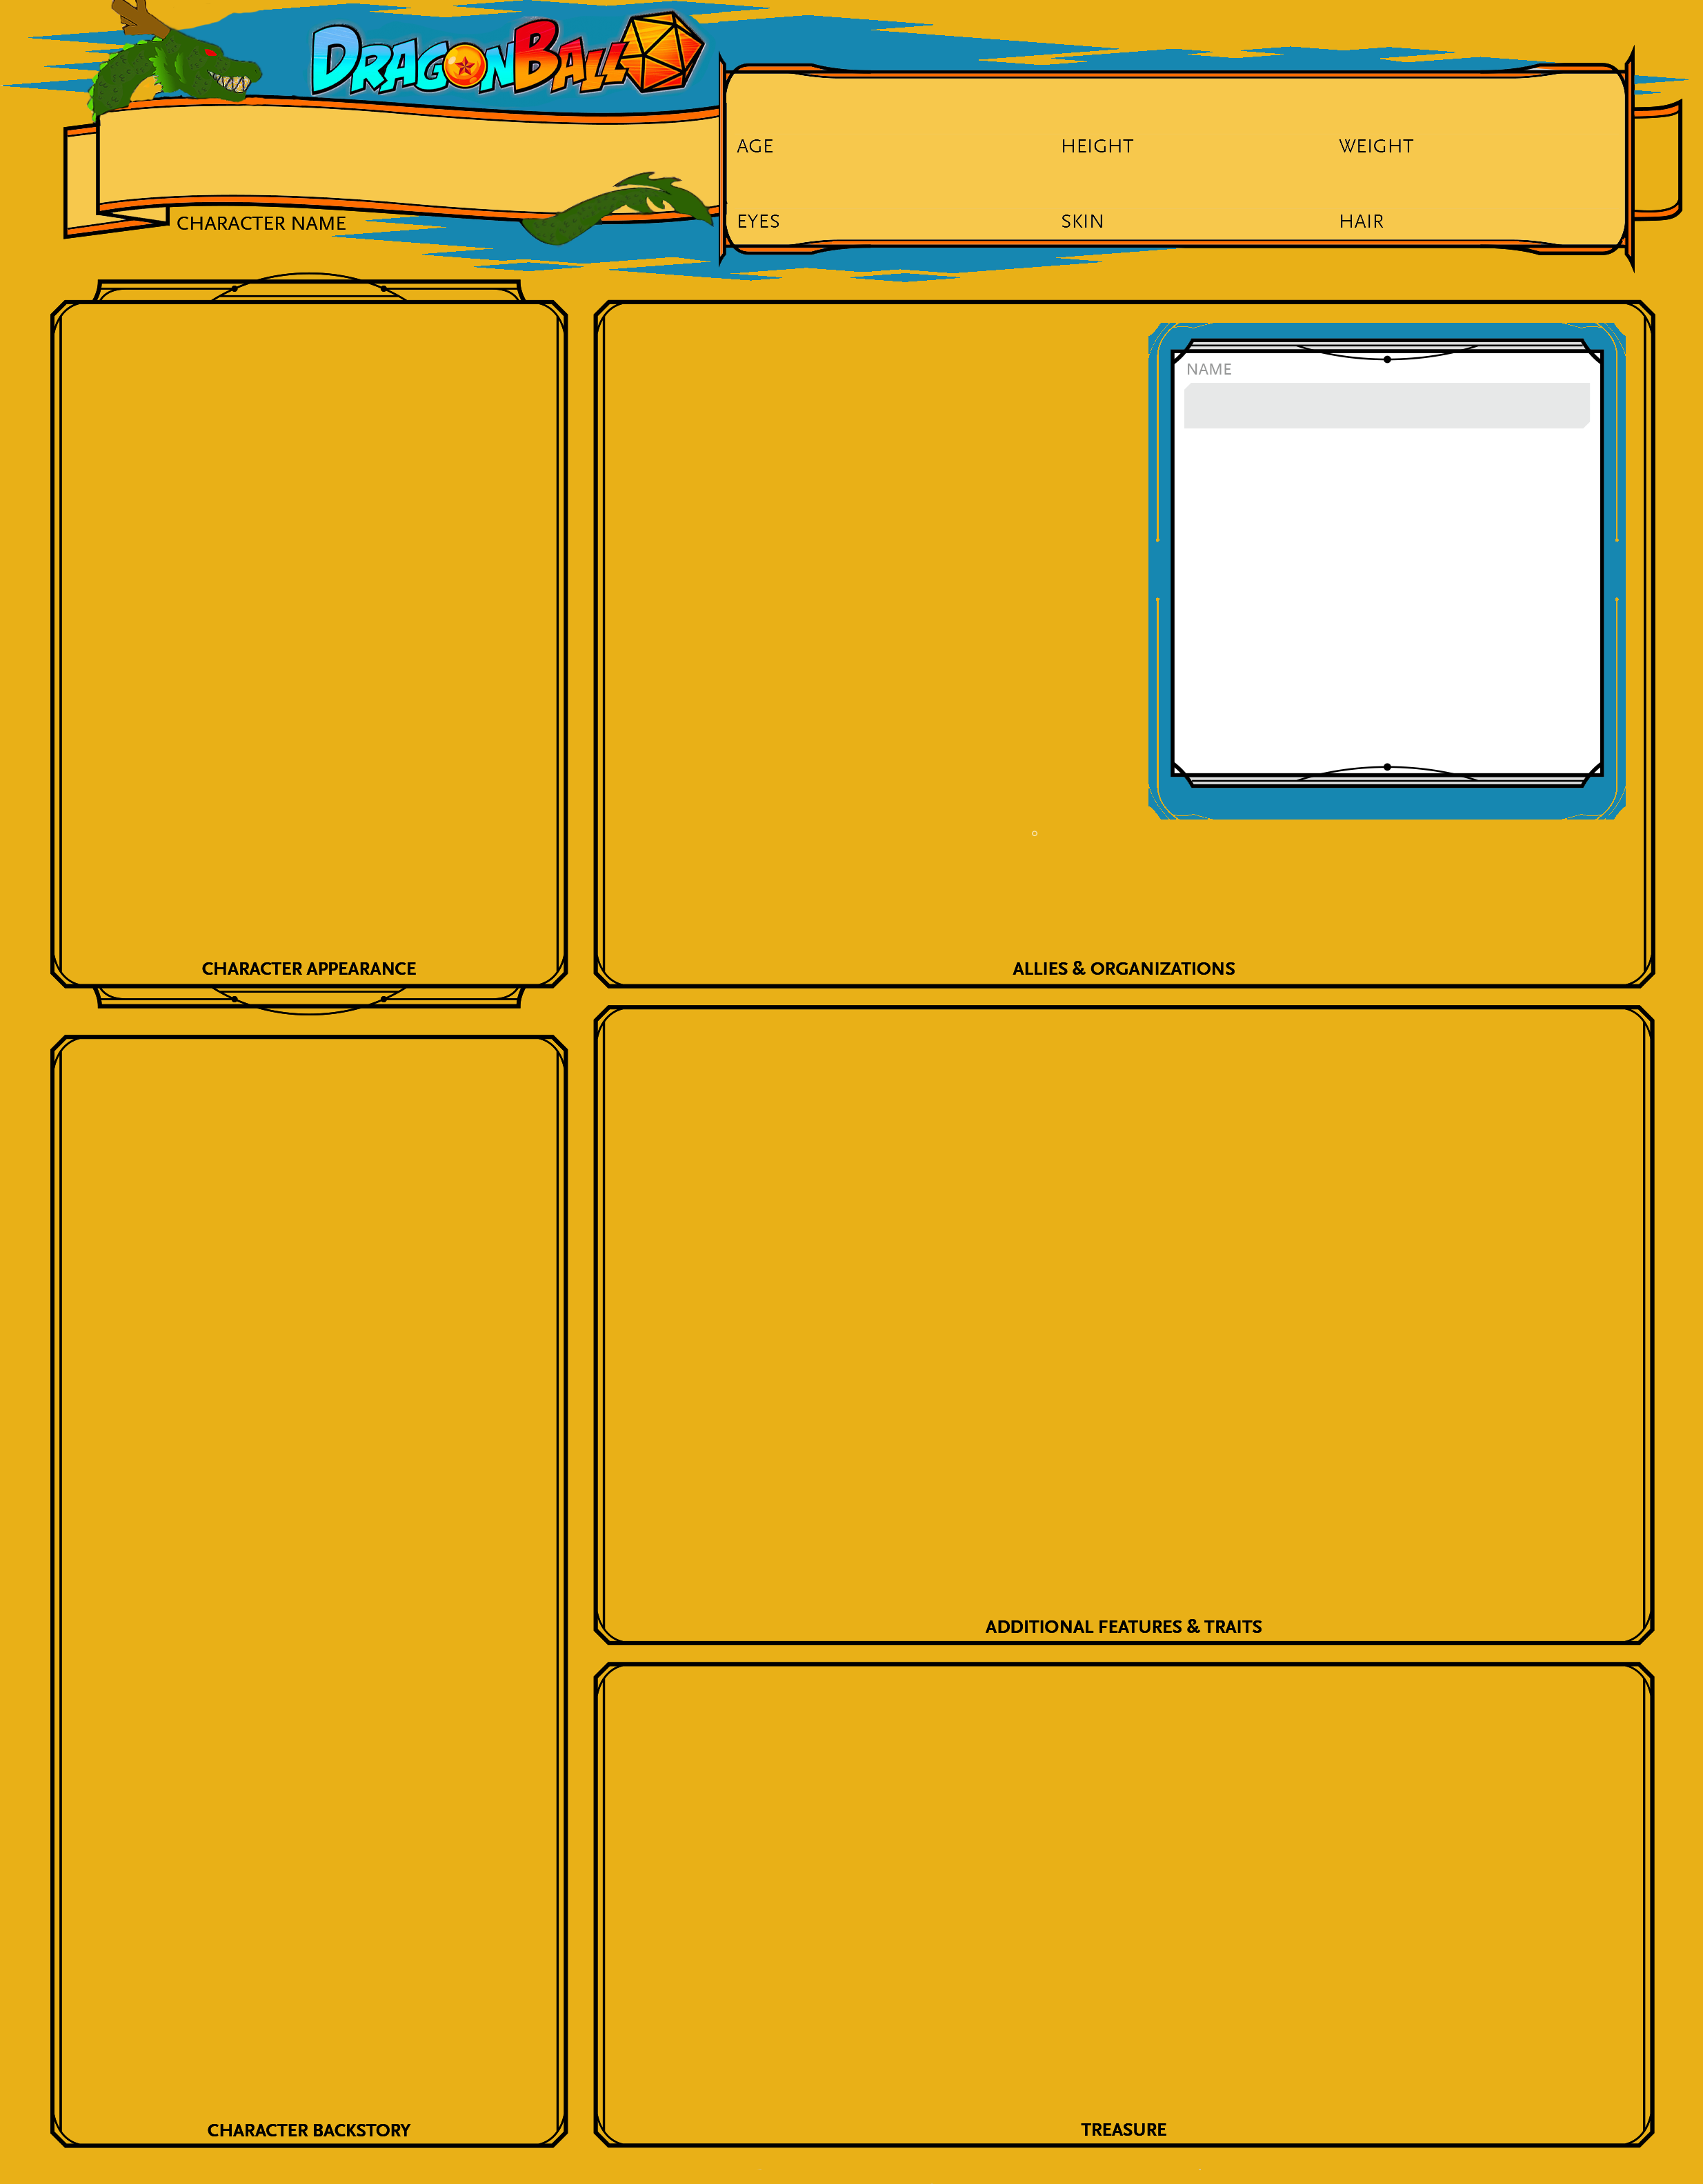 DRAGONBALL
AGE
HEIGHT
WEIGHT
CHARACTER NAME
EYES
SKIN
HAIR
NAME
CHARACTER APPEARANCE
ALLIES & ORGANIZATIONS
ADDITIONAL FEATURES & TRAITS
CHARACTER BACKSTORY
TREASURE